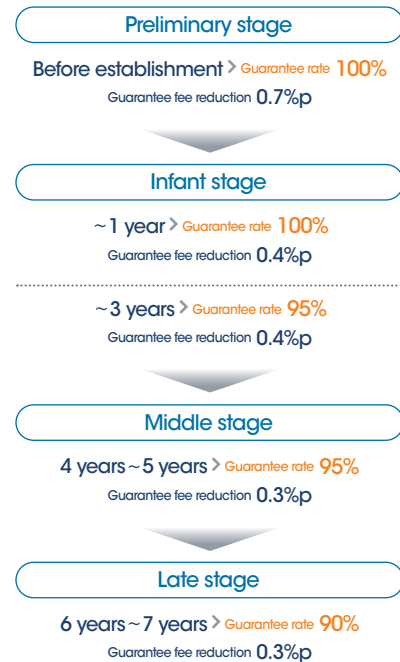 Preliminary stage
Before establishment > Guarantee rate 100%
Guarantee fee reduction 0.7%p
Infant stage
~1 year > Guarantee rate 100%
Guarantee fee reduction 0.4%p
~3 years > Guarantee rate 95%
Guarantee fee reduction 0.4%p
Middle stage
4 years~5 years > Guarantee rate 95%
Guarantee fee reduction 0.3%p
Late stage
6 years~7 years > Guarantee rate 90%
Guarantee fee reduction 0.3%p